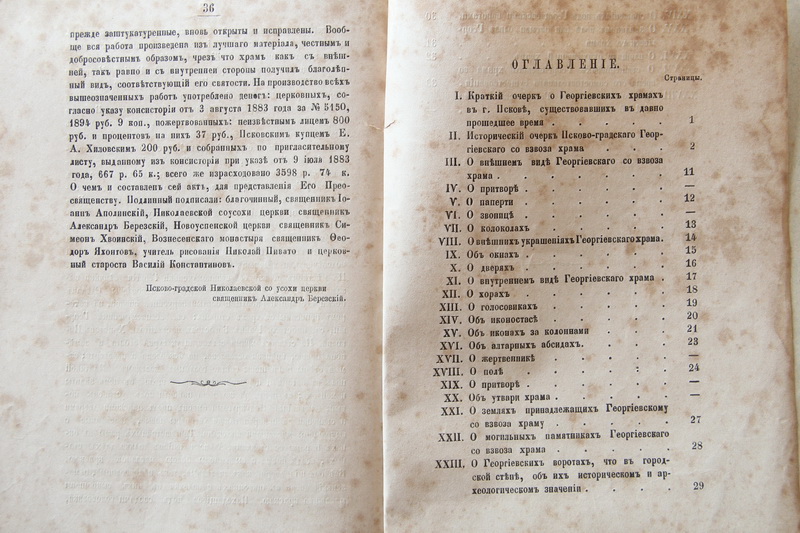 36
прежде заштукатуренные, вновь открыты и исправлены. Вооб-
ще вся работа произведена изъ лучшаго матеріала, честнымъ и
добросовѣстнымъ образомъ, чрезъ что храмъ какъ съ внѣш-
ней, такъ равно и съ внутренней стороны получилъ благолѣп-
ный видъ, соотвѣтствующій его святости. На производство всѣхъ
вышеозначенныхъ работъ употреблено денегъ: церковныхъ, со-
гласно указу консисторіи отъ 3 августа 1883 года за № 5150,
1894 руб. 9 коп., пожертвованныхъ: неизвѣстнымъ лицемъ 800
руб. и процентовъ на нихъ 37 руб., Псковскимъ купцемъ Е.
А. Хизовскимъ 200 руб. и собранныхъ по пригласительному
листу, выданному изъ консисторіи при указѣ отъ 9 іюля 1883
года, 667 р. 65 к.; всего же израсходовано 3598 р. 74 к.
О чемъ и составленъ сей актъ, для представленія Его Прео-
священству. Подлинный подписали: благочинный, священникъ Іо-
аннъ Аполинскій, Николаевской соусохи церкви священникъ
Александръ Березскій, Новоуспенской церкви священникъ Си-
меонъ Хвоинскій, Вознесенскаго монастыря священникъ Ѳео-
доръ Яхонтовъ, учитель рисованія Николай Пивато и церков-
ный староста Василій Константиновъ.
Псково-градской Николаевской со усохи церкви
священникъ Александръ Березскій.
ОГЛАВЛЕНІЕ.
Страницы.
I. Краткій очеркъ о Георгіевскихъ храмахъ
въ г. Псковѣ, существовавшихъ въ давно
прошедшее время . . . . . 1
II. Историческій очеркъ Псково-градскаго Геор-
гіевскаго со взвоза храма . . . 2
III. О внѣшнемъ видѣ Георгіевскаго со взвоза
храма . . . . . . . 11
IV. О притворѣ . . . . . . —
V. О паперти . . . . . . 12
VI. О звонницѣ . . . . . . —
VII. О колоколахъ . . . . . 13
VIII. О внѣшнихъ украшеніяхъ Георгіевскаго храма. 14
IX. Объ окнахъ . . . . . . 15
X. О дверяхъ . . . . . . 16
XI. О внутреннемъ видѣ Георгіевскаго храма . 17
XII. О хорахъ . . . . . . 18
XIII. О голосовикахъ . . . . . 19
XIV. Объ иконостасѣ . . . . . 20
XV. Объ иконахъ за колоннами . . . 21
XVI. Объ алтарныхъ абсидахъ. . . . 23
XVII. О жертвенникѣ . . . . . —
XVIII. О полѣ . . . . . . 24
XIX. О притворѣ . . . . . . —
XX. Объ утвари храма . . . . . —
XXI. О земляхъ принадлежащихъ Георгіевскому
со взвоза храму . . . . . 27
XXII. О могильныхъ памятникахъ Георгіевскаго
со взвоза храма . . . . . 28
XXIII. О Георгіевскихъ воротахъ, что въ город-
ской стѣнѣ, объ ихъ историческомъ и ар-
хеологическомъ значеніи . . . . 29